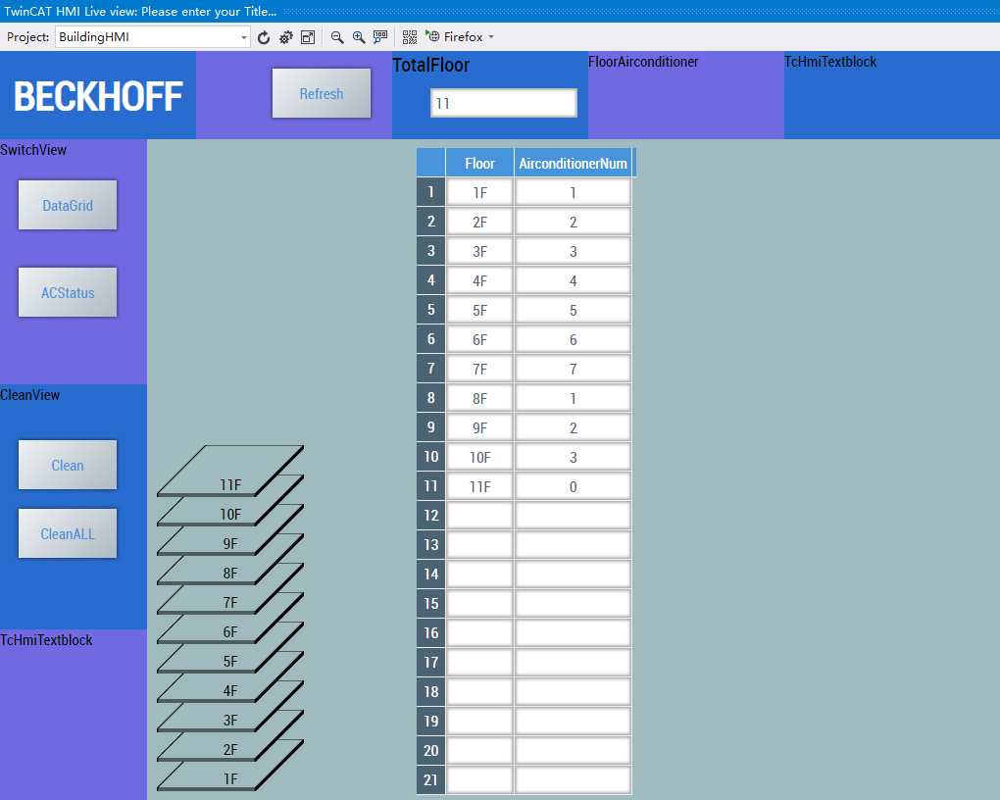 TwinCAT HMI Live view: Please enter your Title...
Project: BuildingHMI
Firefox
BECKHOFF
Refresh
TotalFloor
11
FloorAirconditioner
TcHmiTextblock
SwitchView
DataGrid
ACStatus
CleanView
Clean
CleanALL
TcHmiTextblock
11F
10F
9F
8F
7F
6F
5F
4F
3F
2F
1F
Floor AirconditionerNum
1 1F 1
2 2F 2
3 3F 3
4 4F 4
5 5F 5
6 6F 6
7 7F 7
8 8F 1
9 9F 2
10 10F 3
11 11F 0
12
13
14
15
16
17
18
19
20
21